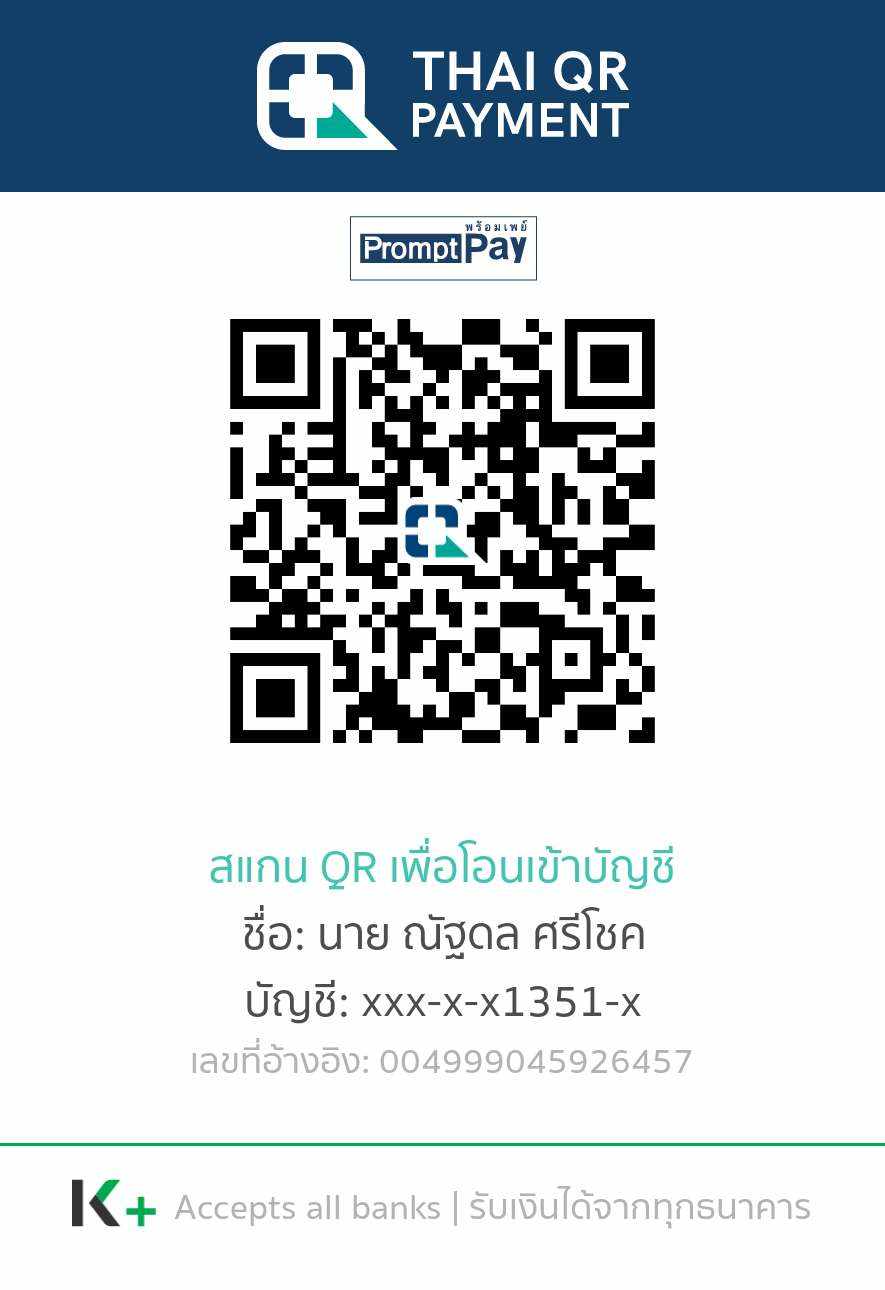 THAI QR
PAYMENT
พร้อมเพย์
PromptPay
สแกน QR เพื่อโอนเข้าบัญชี
ชื่อ: นาย ณัฐดล ศรีโชค
บัญชี: xxx-x-x1351-x
เลขที่อ้างอิง: 004999045926457
K+ Accepts all banks | รับเงินได้จากทุกธนาคาร